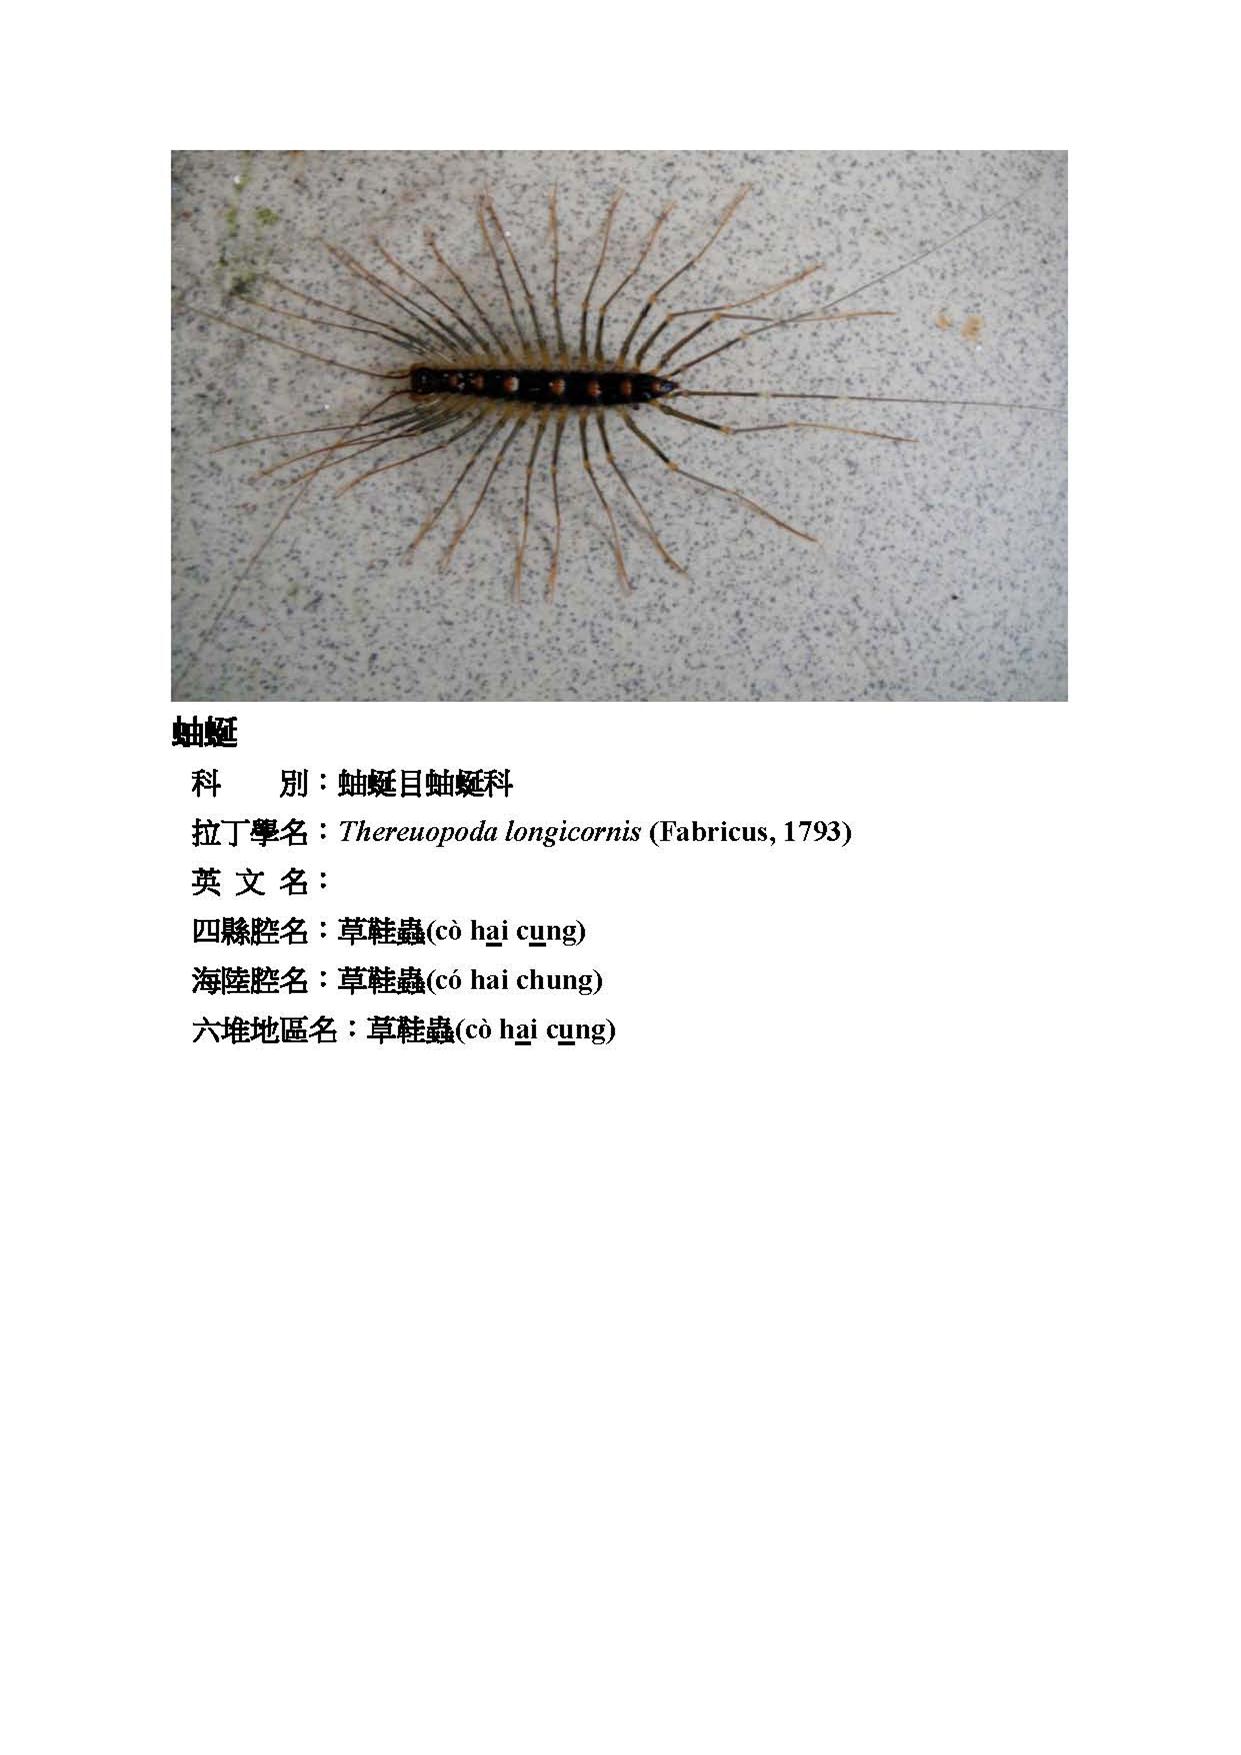 蚰蜒
科　　別：蚰蜒目蚰蜒科
拉丁學名：Thereuopoda longicornis (Fabricus, 1793)
英 文 名：
四縣腔名：草鞋蟲(cò hai cung)
海陸腔名：草鞋蟲(có hai chung)
六堆地區名：草鞋蟲(cò hai cung)